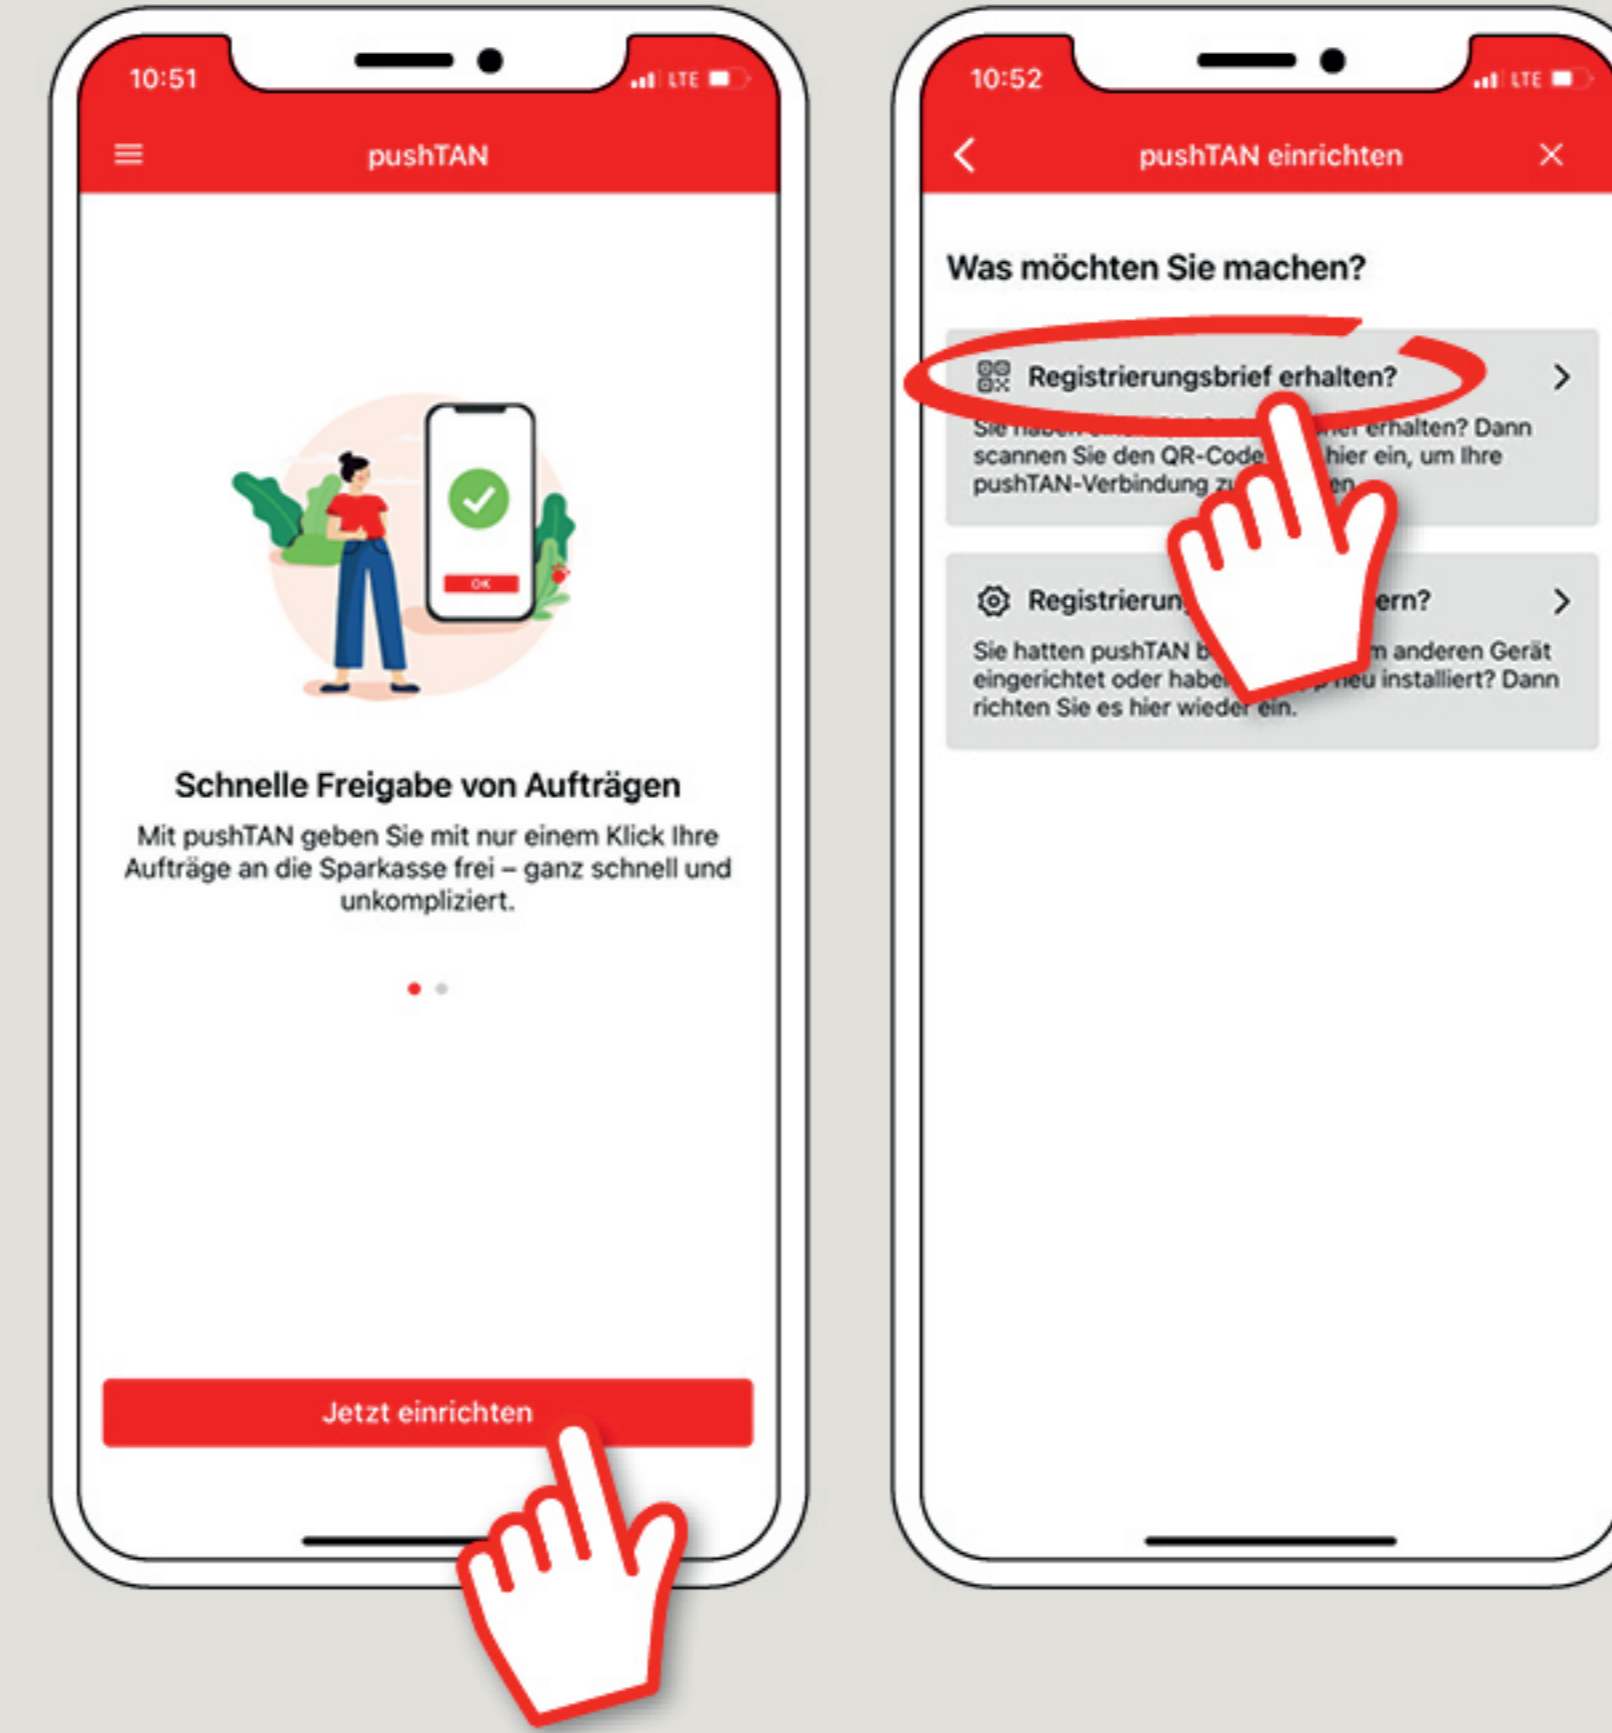 10:51
LTE
pushTAN
OK
Schnelle Freigabe von Aufträgen
Mit pushTAN geben Sie mit nur einem Klick Ihre
Aufträge an die Sparkasse frei – ganz schnell und
unkompliziert.
Jetzt einrichten
10:52
LTE
pushTAN einrichten
Was möchten Sie machen?
Registrierungsbrief erhalten?
Sie haben erhalten? Dann
scannen Sie den QR-Code hier ein, um Ihre
pushTAN-Verbindung
Sie hatten pushTAN anderen Gerät
eingerichtet oder neu installiert? Dann
richten Sie es hier wieder ein.